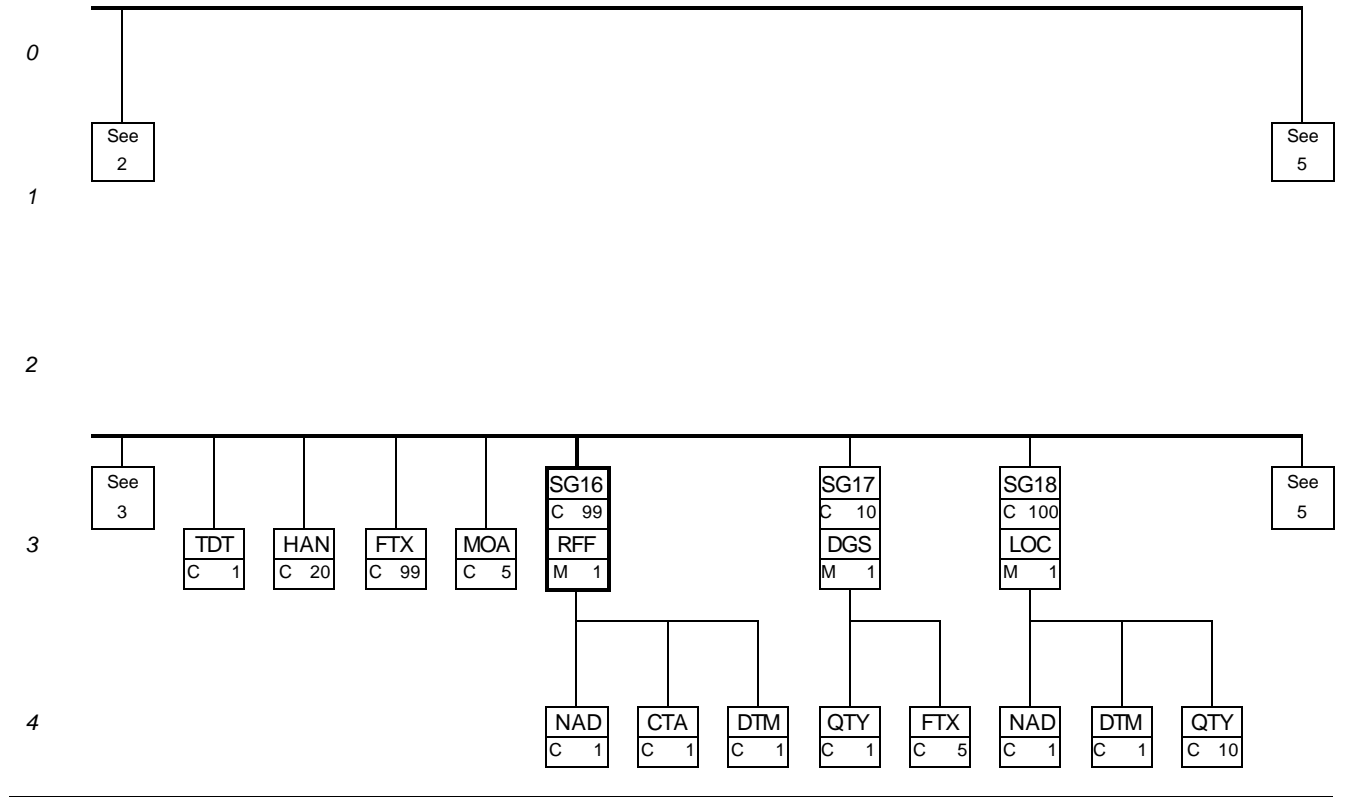 0
See
2
See
5
1
2
See
3
SG16
C 99
SG17
C 10
SG18
C 100
See
5
3
TDT
C 1
HAN
C 20
FTX
C 99
MOA
C 5
RFF
M 1
DGS
M 1
LOC
M 1
4
NAD
C 1
CTA
C 1
DTM
C 1
QTY
C 1
FTX
C 5
NAD
C 1
DTM
C 1
QTY
C 10